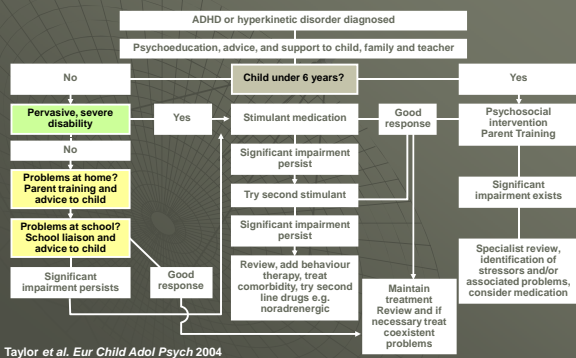 ADHD or hyperkinetic disorder diagnosed
Psychoeducation, advice, and support to child, family and teacher
No
Child under 6 years?
Yes
Pervasive, severe
disability
Yes
Stimulant medication
Good
response
Psychosocial
intervention
Parent Training
No
Significant impairment
persist
Problems at home?
Parent training and
advice to child
Try second stimulant
Significant
impairment exists
Problems at school?
School liaison and
advice to child
Significant impairment
persist
Significant
impairment persists
Good
response
Review, add behaviour
therapy, treat
comorbidity, try second
line drugs e.g.
noradrenergic
Maintain
treatment
Review and if
necessary treat
coexistent
problems
Specialist review,
identification of
stressors and/or
associated problems,
consider medication
Taylor et al. Eur Child Adol Psych 2004